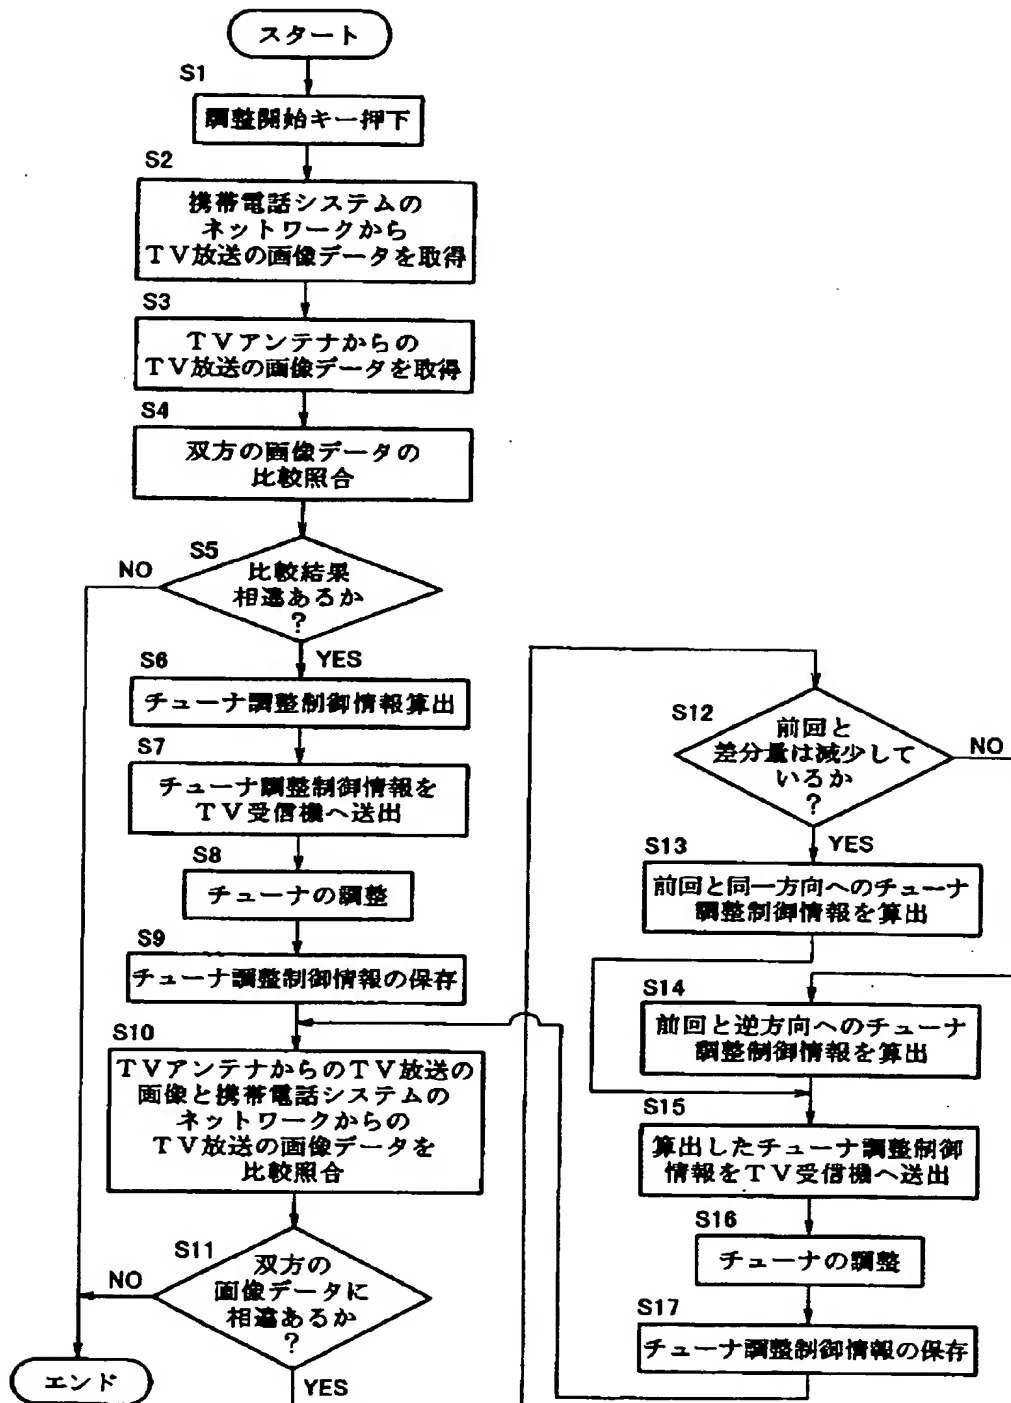 スタート
S1
調整開始キー押下
S2
携帯電話システムの
ネットワークから
TV放送の画像データを取得
S3
TVアンテナからの
TV放送の画像データを取得
S4
双方の画像データの
比較照合
S5
比較結果
相違あるか
?
NO
YES
S6
チューナ調整制御情報算出
S7
チューナ調整制御情報を
TV受信機へ送出
S8
チューナの調整
S9
チューナ調整制御情報の保存
S10
TVアンテナからのTV放送の
画像と携帯電話システムの
ネットワークからの
TV放送の画像データを
比較照合
S11
双方の
画像データに
相違あるか
?
NO
YES
エンド
S12
前回と
差分量は減少して
いるか
?
NO
YES
S13
前回と同一方向へのチューナ
調整制御情報を算出
S14
前回と逆方向へのチューナ
調整制御情報を算出
S15
算出したチューナ調整制御
情報をTV受信機へ送出
S16
チューナの調整
S17
チューナ調整制御情報の保存